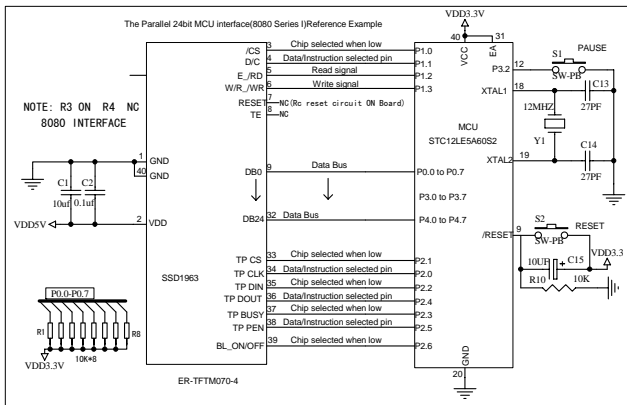 The Parallel 24bit MCU interface(8080 Series I)Reference Example
VDD3.3V
40
31
VCC
EA
/CS 3 Chip selected when low P1.0
D/C 4 Data/Instruction selected pin P1.1
E_/RD 5 Read signal P1.2
W/R_/WR 6 Write signal P1.3
RESET 7 NC(Rc reset circuit ON Board)
TE 8 NC
NOTE: R3 ON R4 NC
8080 INTERFACE
P3.2 12
S1 PAUSE
SW-PB
XTAL1 18
C13
27PF
12MHZ
Y1
XTAL2 19
C14
27PF
MCU
STC12LE5A60S2
1 GND
40 GND
C1 C2
10uf 0.1uf
VDD5V 2 VDD
DB0 9 Data Bus P0.0 to P0.7
P3.0 to P3.7
DB24 32 Data Bus P4.0 to P4.7
SSD1963
/RESET 9
S2 RESET
SW-PB
VDD3.3
10UF + C15
R10 10K
TP CS 33 Chip selected when low P2.1
TP CLK 34 Data/Instruction selected pin P2.0
TP DIN 35 Chip selected when low P2.2
TP DOUT 36 Data/Instruction selected pin P2.4
TP BUSY 37 Chip selected when low P2.3
TP PEN 38 Data/Instruction selected pin P2.5
BL_ON/OFF 39 Chip selected when low P2.6
P0.0-P0.7
R1 R8
10K*8
VDD3.3V
GND
20
ER-TFTM070-4